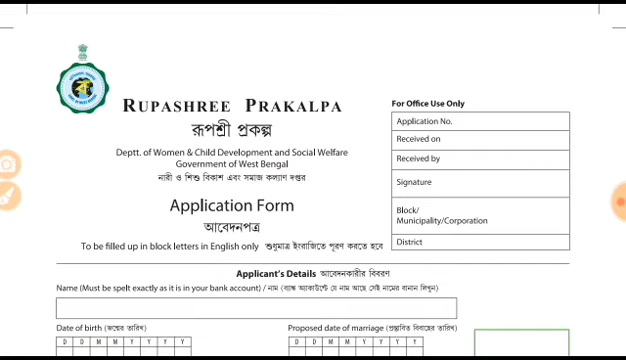 RUPASHREE PRAKALPA
রূপশ্রী প্রকল্প
Deptt. of Women & Child Development and Social Welfare
Government of West Bengal
নারী ও শিশু বিকাশ এবং সমাজ কল্যাণ দপ্তর
Application Form
আবেদনপত্র
To be filled up in block letters in English only শুধুমাত্র ইংরাজিতে পূরণ করতে হবে
For Office Use Only
Application No.
Received on
Received by
Signature
Block/
Municipality/Corporation
District
Applicant's Details আবেদনকারীর বিবরণ
Name (Must be spelt exactly as it is in your bank account) / নাম (ব্যাঙ্ক অ্যাকাউন্টে যে নাম আছে সেই নামের বানান লিখুন)
Date of birth (জন্মের তারিখ) Proposed date of marriage (প্রস্তাবিত বিবাহের তারিখ)
D D M M Y Y Y Y D D M M Y Y Y Y